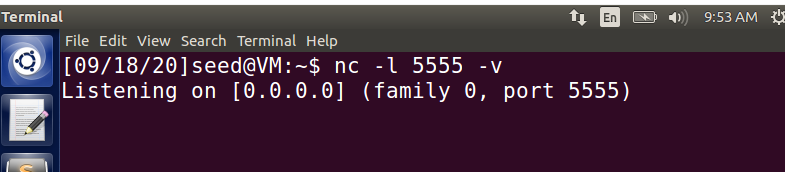 Terminal En 9:53 AM
File Edit View Search Terminal Help
[09/18/20]seed@VM:~$ nc -l 5555 -v
Listening on [0.0.0.0] (family 0, port 5555)